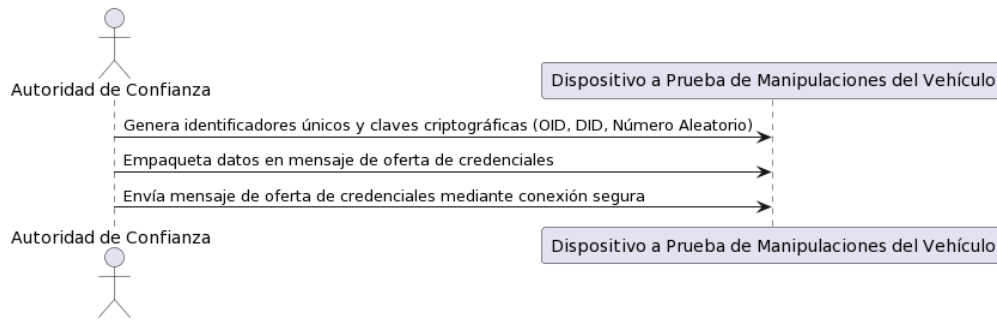 Autoridad de Confianza
Dispositivo a Prueba de Manipulaciones del Vehículo
Genera identificadores únicos y claves criptográficas (OID, DID, Número Aleatorio)
Empaqueta datos en mensaje de oferta de credenciales
Envía mensaje de oferta de credenciales mediante conexión segura
Autoridad de Confianza
Dispositivo a Prueba de Manipulaciones del Vehículo